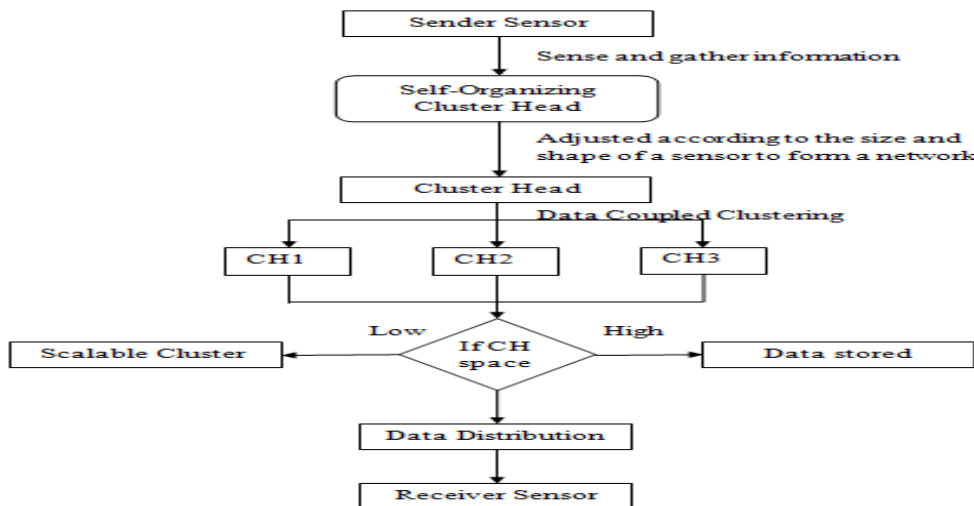 Sender Sensor
Sense and gather information
Self-Organizing
Cluster Head
Adjusted according to the size and
shape of a sensor to form a network
Cluster Head
Data Coupled Clustering
CH1
CH2
CH3
Low
High
Scalable Cluster
If CH
space
Data stored
Data Distribution
Receiver Sensor